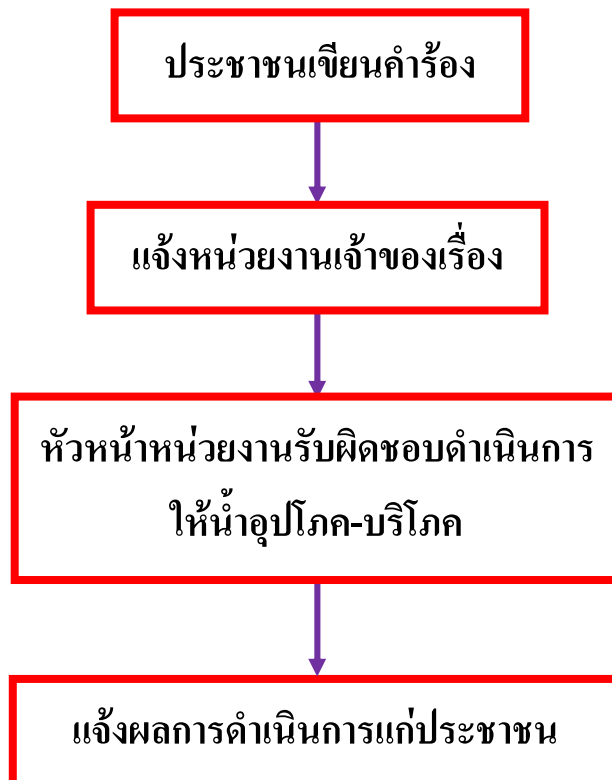 ประชาชนเขียนคำร้อง
แจ้งหน่วยงานเจ้าของเรื่อง
หัวหน้าหน่วยงานรับผิดชอบดำเนินการ
ให้น้ำอุปโภค-บริโภค
แจ้งผลการดำเนินการแก่ประชาชน